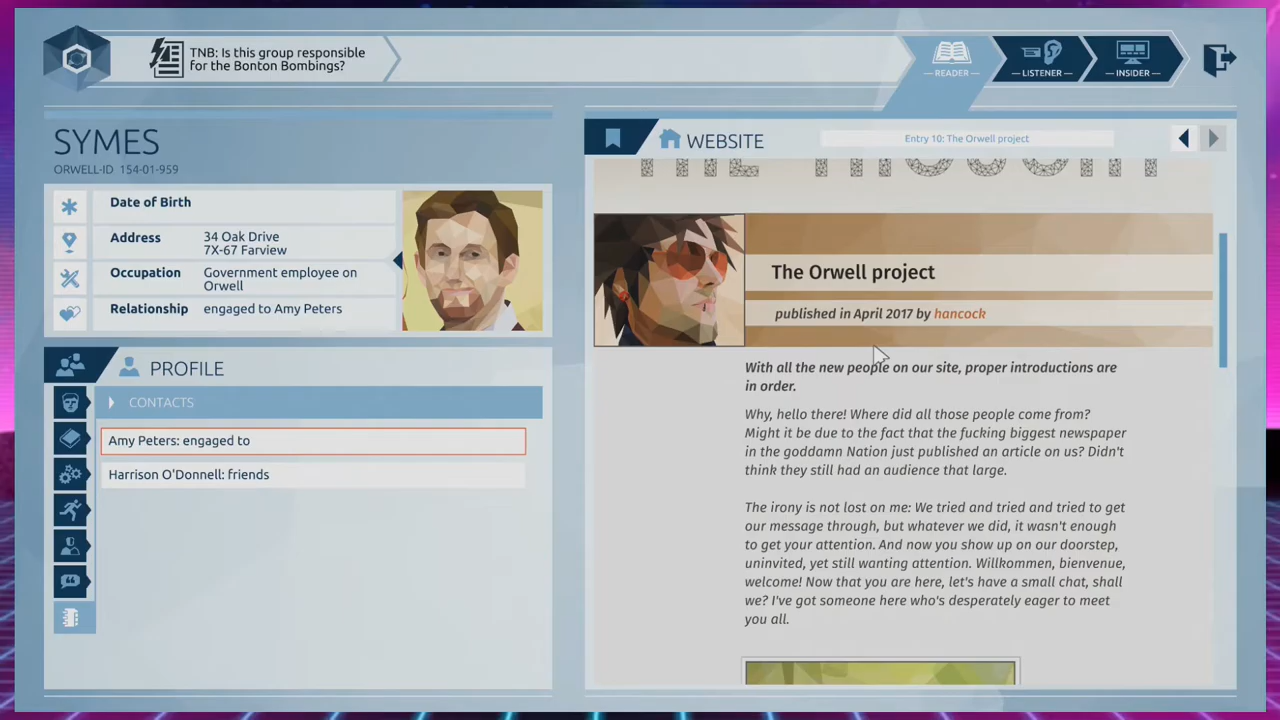 TNB: Is this group responsible
for the Bonton Bombings?
READER
LISTENER
INSIDER
SYMES
ORWELL-ID 154-01-959
Date of Birth
Address 34 Oak Drive
7X-67 Farview
Occupation Government employee on
Orwell
Relationship engaged to Amy Peters
PROFILE
CONTACTS
Amy Peters: engaged to
Harrison O'Donnell: friends
WEBSITE
Entry 10: The Orwell project
THE THOUGHT
The Orwell project
published in April 2017 by hancock
With all the new people on our site, proper introductions are
in order.
Why, hello there! Where did all those people come from?
Might it be due to the fact that the fucking biggest newspaper
in the goddamn Nation just published an article on us? Didn't
think they still had an audience that large.
The irony is not lost on me: We tried and tried and tried to get
our message through, but whatever we did, it wasn't enough
to get your attention. And now you show up on our doorstep,
uninvited, yet still wanting attention. Willkommen, bienvenue,
welcome! Now that you are here, let's have a small chat, shall
we? I've got someone here who's desperately eager to meet
you all.